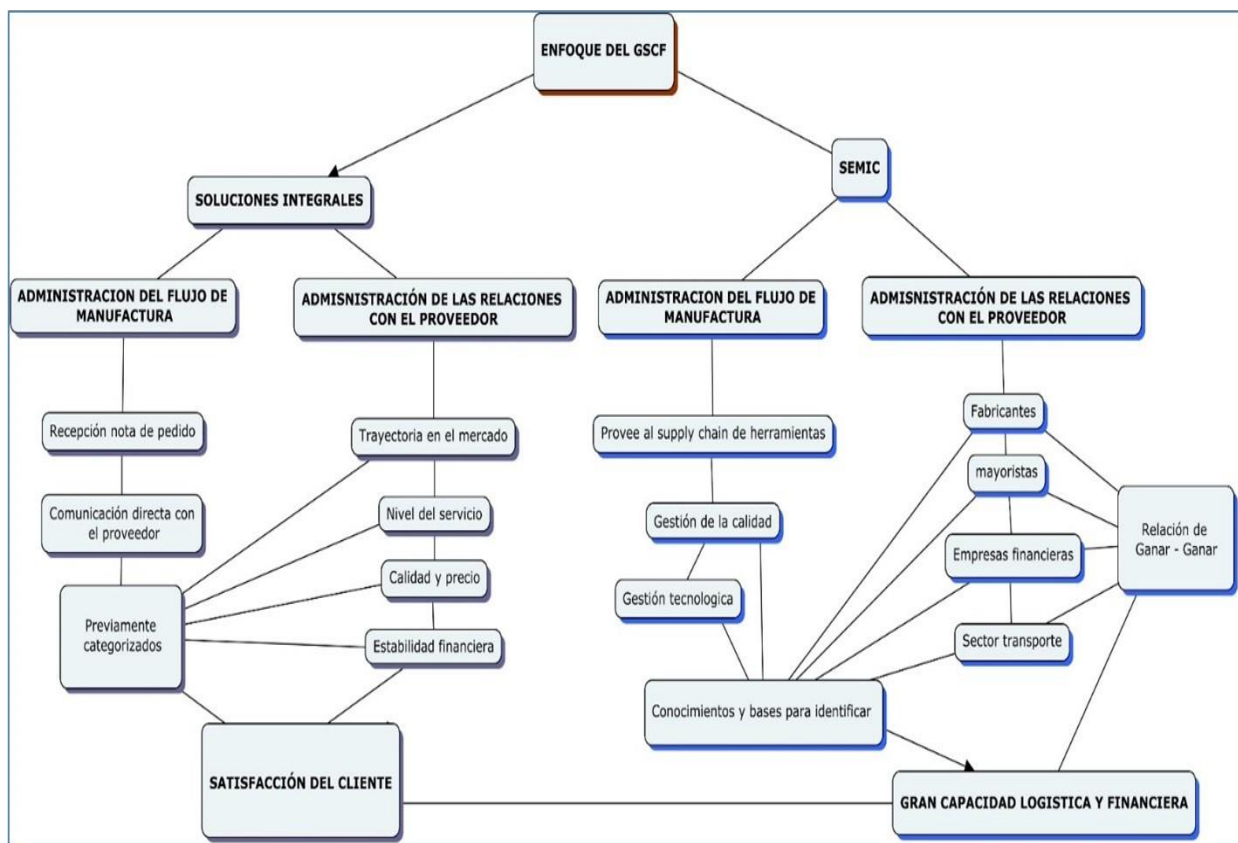 ENFOQUE DEL GSCF
SEMIC
SOLUCIONES INTEGRALES
ADMINISTRACION DEL FLUJO DE
MANUFACTURA
ADMISNISTRACIÓN DE LAS RELACIONES
CON EL PROVEEDOR
ADMINISTRACION DEL FLUJO DE
MANUFACTURA
ADMISNISTRACIÓN DE LAS RELACIONES
CON EL PROVEEDOR
Recepción nota de pedido
Comunicación directa con
el proveedor
Previamente
categorizados
Trayectoria en el mercado
Nivel del servicio
Calidad y precio
Estabilidad financiera
SATISFACCIÓN DEL CLIENTE
Provee al supply chain de herramientas
Gestión de la calidad
Gestión tecnologica
Conocimientos y bases para identificar
Fabricantes
mayoristas
Empresas financieras
Sector transporte
Relación de
Ganar - Ganar
GRAN CAPACIDAD LOGISTICA Y FINANCIERA